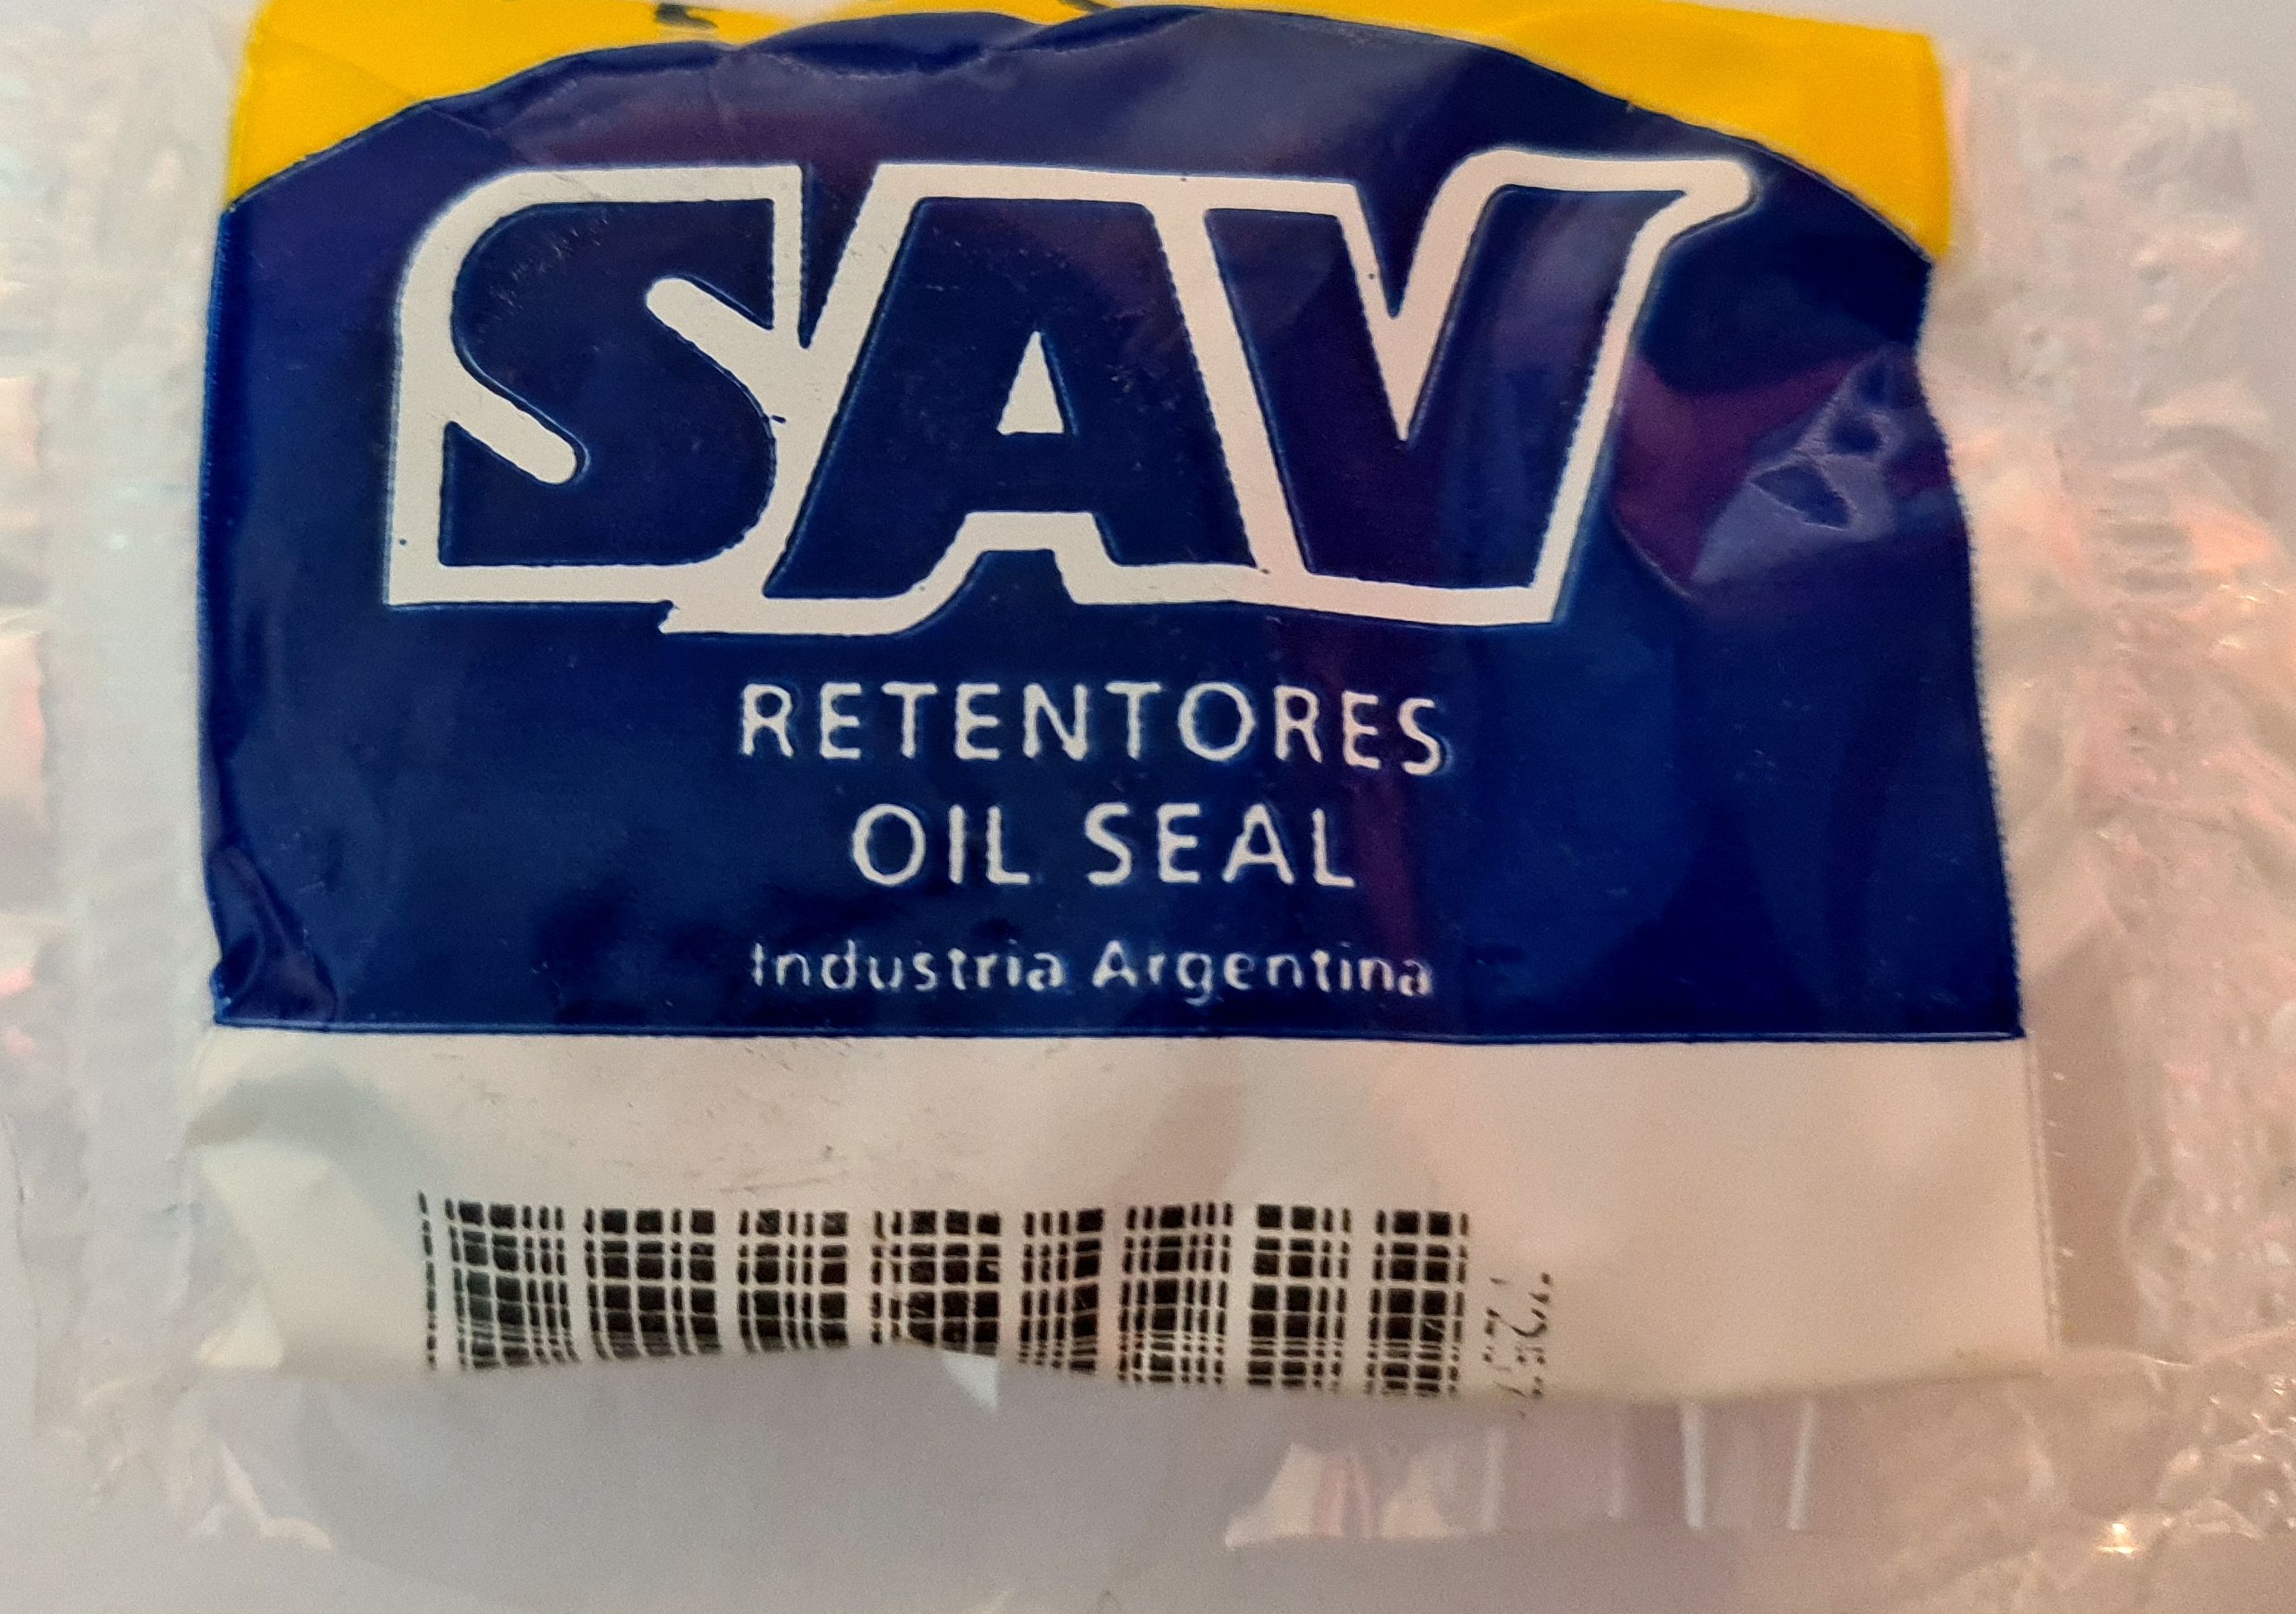 SAV
RETENTORES
OIL SEAL
Industria Argentina